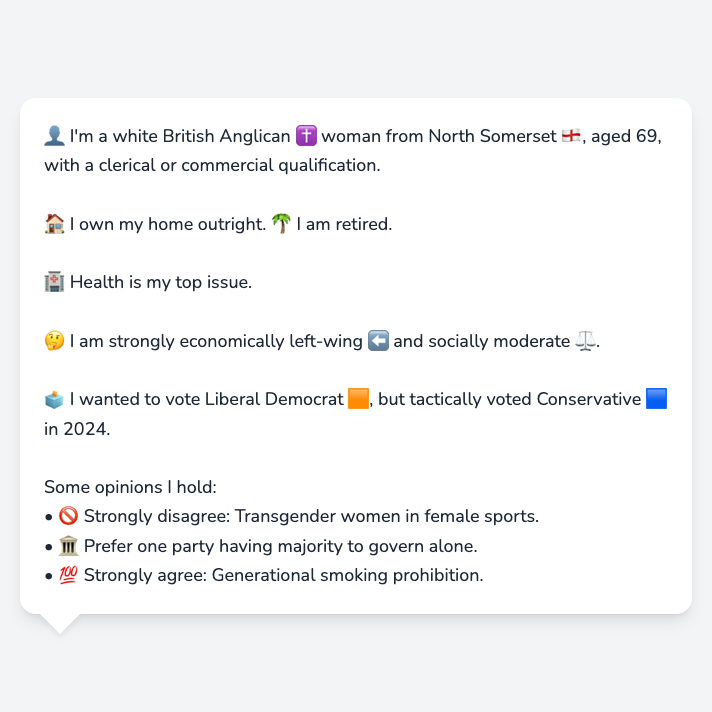 👤 I'm a white British Anglican ✝️ woman from North Somerset 🏴󠁧󠁢󠁥󠁮󠁧󠁿, aged 69,
with a clerical or commercial qualification.
🏠 I own my home outright. 🌴 I am retired.
🏥 Health is my top issue.
🤔 I am strongly economically left-wing ⬅️ and socially moderate ⚖️.
🗳️ I wanted to vote Liberal Democrat 🟧, but tactically voted Conservative 🟦
in 2024.
Some opinions I hold:
• 🚫 Strongly disagree: Transgender women in female sports.
• 🏛️ Prefer one party having majority to govern alone.
• 💯 Strongly agree: Generational smoking prohibition.